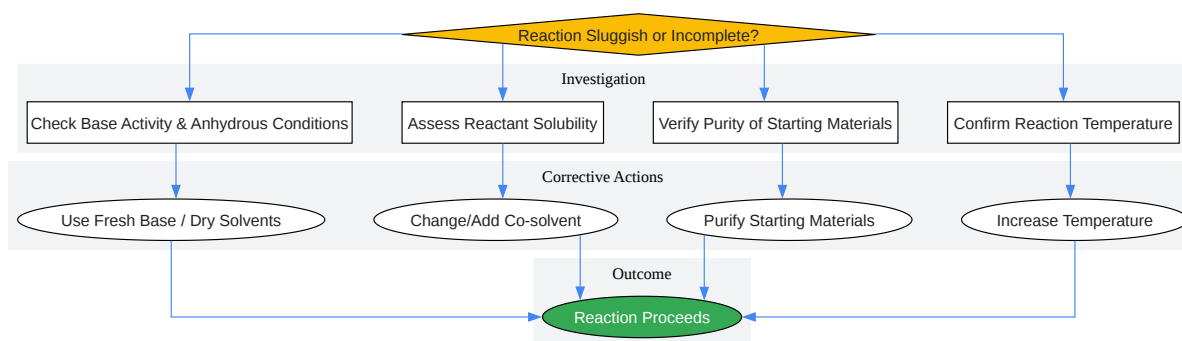 Reaction Sluggish or Incomplete?
Investigation
Check Base Activity & Anhydrous Conditions
Assess Reactant Solubility
Verify Purity of Starting Materials
Confirm Reaction Temperature
Corrective Actions
Use Fresh Base / Dry Solvents
Change/Add Co-solvent
Purify Starting Materials
Increase Temperature
Outcome
Reaction Proceeds